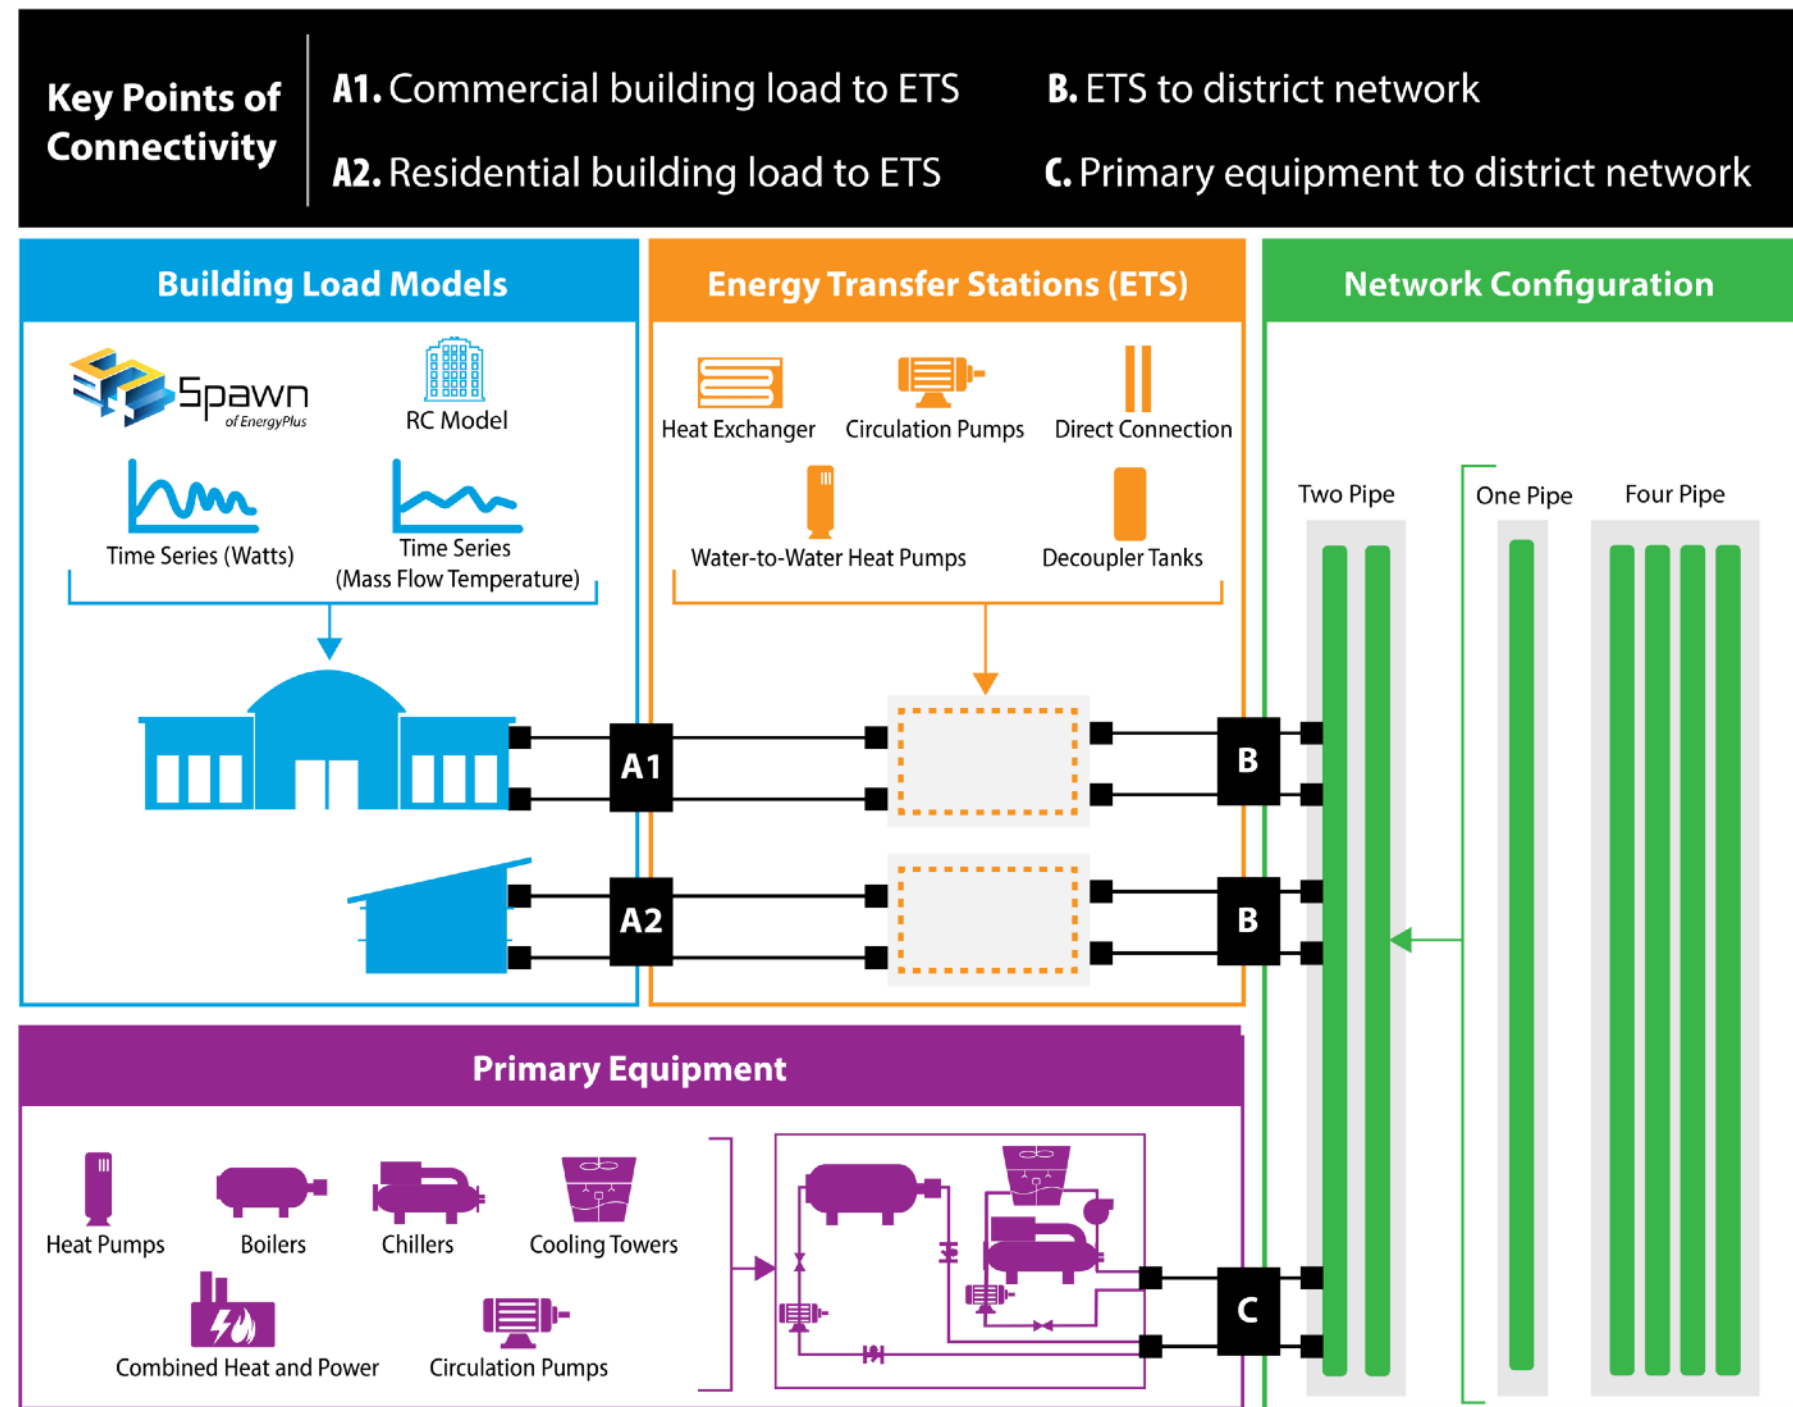 Key Points of
Connectivity
A1. Commercial building load to ETS
A2. Residential building load to ETS
B. ETS to district network
C. Primary equipment to district network
Building Load Models
Spawn
of EnergyPlus
RC Model
Time Series (Watts)
Time Series
(Mass Flow Temperature)
Energy Transfer Stations (ETS)
Heat Exchanger
Circulation Pumps
Direct Connection
Water-to-Water Heat Pumps
Decoupler Tanks
Network Configuration
Two Pipe
One Pipe
Four Pipe
A1
B
A2
B
Primary Equipment
Heat Pumps
Boilers
Chillers
Cooling Towers
Combined Heat and Power
Circulation Pumps
C